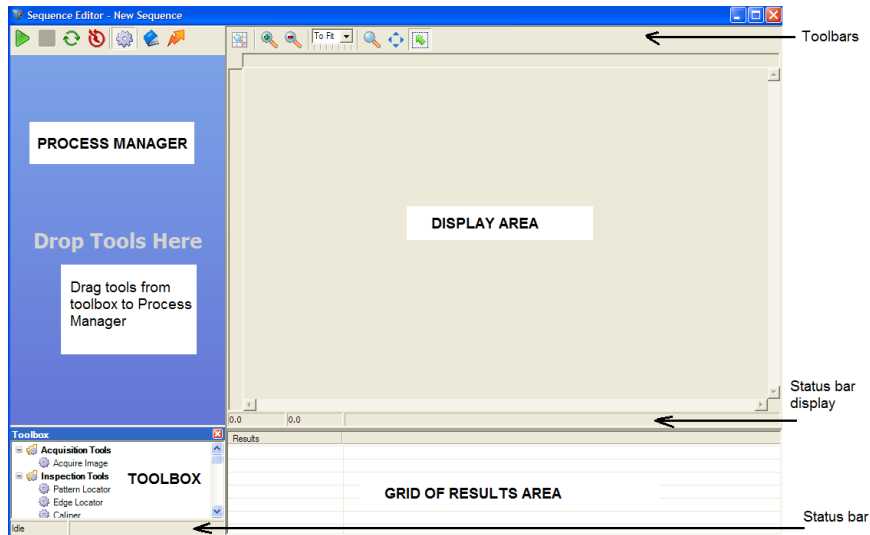 Sequence Editor - New Sequence
To Fit
Toolbars
PROCESS MANAGER
DISPLAY AREA
Drop Tools Here
Drag tools from
toolbox to Process
Manager
Status bar
display
0.0 0.0
Toolbox
Results
Acquisition Tools
Acquire Image
Inspection Tools
TOOLBOX
Pattern Locator
Edge Locator
Caliper
GRID OF RESULTS AREA
Idle
Status bar